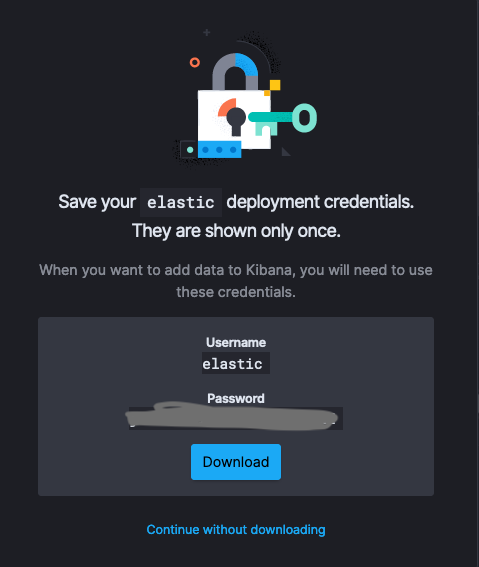 Save your elastic deployment credentials.
They are shown only once.
When you want to add data to Kibana, you will need to use
these credentials.
Username
elastic
Password
Download
Continue without downloading